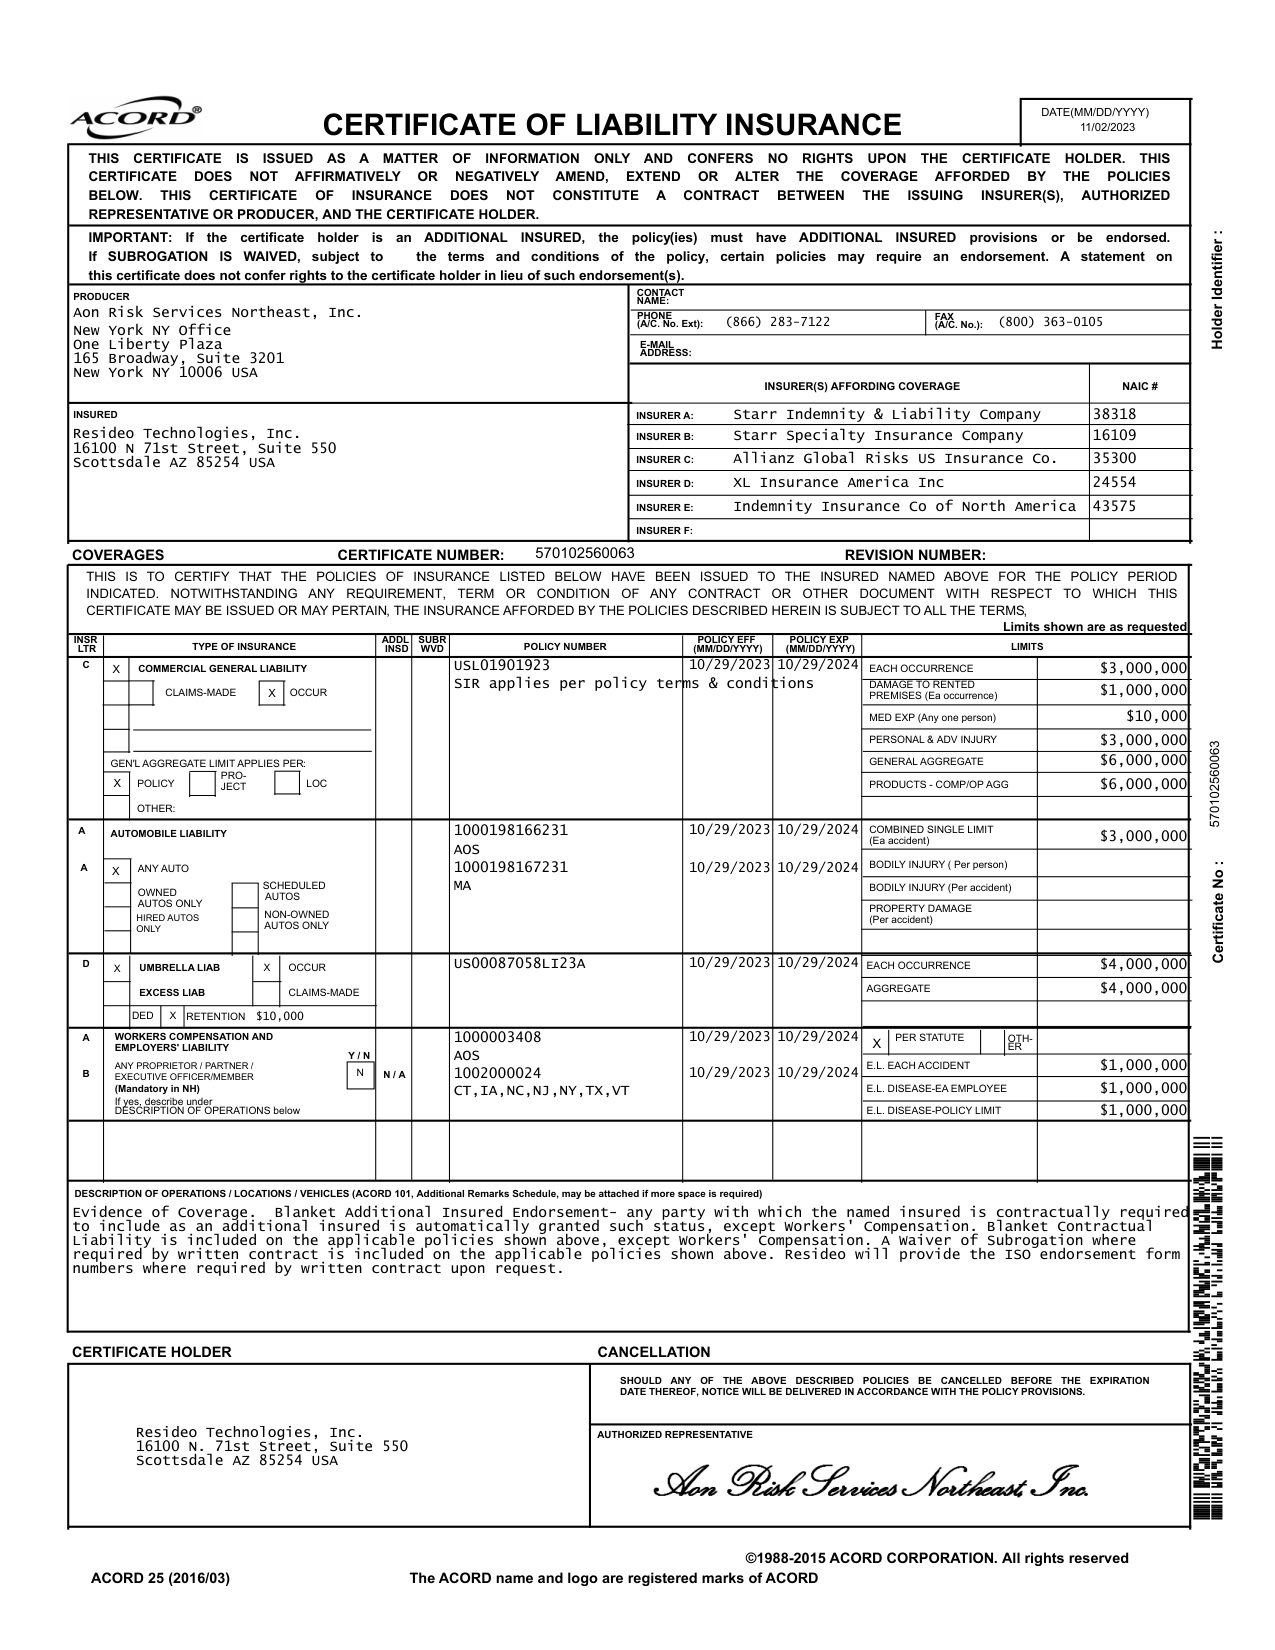 ACORD®
CERTIFICATE OF LIABILITY INSURANCE
DATE(MM/DD/YYYY)
11/02/2023
THIS CERTIFICATE IS ISSUED AS A MATTER OF INFORMATION ONLY AND CONFERS NO RIGHTS UPON THE CERTIFICATE HOLDER. THIS
CERTIFICATE DOES NOT AFFIRMATIVELY OR NEGATIVELY AMEND, EXTEND OR ALTER THE COVERAGE AFFORDED BY THE POLICIES
BELOW. THIS CERTIFICATE OF INSURANCE DOES NOT CONSTITUTE A CONTRACT BETWEEN THE ISSUING INSURER(S), AUTHORIZED
REPRESENTATIVE OR PRODUCER, AND THE CERTIFICATE HOLDER.
IMPORTANT: If the certificate holder is an ADDITIONAL INSURED, the policy(ies) must have ADDITIONAL INSURED provisions or be endorsed.
If SUBROGATION IS WAIVED, subject to the terms and conditions of the policy, certain policies may require an endorsement. A statement on
this certificate does not confer rights to the certificate holder in lieu of such endorsement(s).
PRODUCER
Aon Risk Services Northeast, Inc.
New York NY Office
One Liberty Plaza
165 Broadway, Suite 3201
New York NY 10006 USA
CONTACT
NAME:
PHONE
(A/C. No. Ext): (866) 283-7122
FAX
(A/C. No.): (800) 363-0105
E-MAIL
ADDRESS:
INSURER(S) AFFORDING COVERAGE NAIC #
INSURED
Resideo Technologies, Inc.
16100 N 71st Street, Suite 550
Scottsdale AZ 85254 USA
INSURER A: Starr Indemnity & Liability Company 38318
INSURER B: Starr Specialty Insurance Company 16109
INSURER C: Allianz Global Risks US Insurance Co. 35300
INSURER D: XL Insurance America Inc 24554
INSURER E: Indemnity Insurance Co of North America 43575
INSURER F:
COVERAGES CERTIFICATE NUMBER: 570102560063 REVISION NUMBER:
THIS IS TO CERTIFY THAT THE POLICIES OF INSURANCE LISTED BELOW HAVE BEEN ISSUED TO THE INSURED NAMED ABOVE FOR THE POLICY PERIOD
INDICATED. NOTWITHSTANDING ANY REQUIREMENT, TERM OR CONDITION OF ANY CONTRACT OR OTHER DOCUMENT WITH RESPECT TO WHICH THIS
CERTIFICATE MAY BE ISSUED OR MAY PERTAIN, THE INSURANCE AFFORDED BY THE POLICIES DESCRIBED HEREIN IS SUBJECT TO ALL THE TERMS,
Limits shown are as requested
INSR
LTR
TYPE OF INSURANCE
ADDL
INSD
SUBR
WVD
POLICY NUMBER
POLICY EFF
(MM/DD/YYYY)
POLICY EXP
(MM/DD/YYYY)
LIMITS
C X COMMERCIAL GENERAL LIABILITY USL01901923 10/29/2023 10/29/2024 EACH OCCURRENCE $3,000,000
SIR applies per policy terms & conditions
CLAIMS-MADE X OCCUR
DAMAGE TO RENTED
PREMISES (Ea occurrence) $1,000,000
MED EXP (Any one person) $10,000
PERSONAL & ADV INJURY $3,000,000
GEN'L AGGREGATE LIMIT APPLIES PER: GENERAL AGGREGATE $6,000,000
X POLICY PRO-
JECT LOC PRODUCTS - COMP/OP AGG $6,000,000
OTHER:
A AUTOMOBILE LIABILITY 1000198166231 10/29/2023 10/29/2024 COMBINED SINGLE LIMIT
(Ea accident) $3,000,000
AOS
A X ANY AUTO 1000198167231 10/29/2023 10/29/2024 BODILY INJURY ( Per person)
MA
OWNED
AUTOS ONLY
SCHEDULED
AUTOS
BODILY INJURY (Per accident)
HIRED AUTOS
ONLY
NON-OWNED
AUTOS ONLY
PROPERTY DAMAGE
(Per accident)
D X UMBRELLA LIAB X OCCUR US00087058LI23A 10/29/2023 10/29/2024 EACH OCCURRENCE $4,000,000
EXCESS LIAB CLAIMS-MADE AGGREGATE $4,000,000
DED X RETENTION $10,000
A WORKERS COMPENSATION AND
EMPLOYERS' LIABILITY 1000003408 10/29/2023 10/29/2024 X PER STATUTE OTH-
ER
AOS
Y / N
B ANY PROPRIETOR / PARTNER /
EXECUTIVE OFFICER/MEMBER N N / A 1002000024 10/29/2023 10/29/2024 E.L. EACH ACCIDENT $1,000,000
(Mandatory in NH) CT,IA,NC,NJ,NY,TX,VT E.L. DISEASE-EA EMPLOYEE $1,000,000
If yes, describe under
DESCRIPTION OF OPERATIONS below E.L. DISEASE-POLICY LIMIT $1,000,000
DESCRIPTION OF OPERATIONS / LOCATIONS / VEHICLES (ACORD 101, Additional Remarks Schedule, may be attached if more space is required)
Evidence of Coverage. Blanket Additional Insured Endorsement- any party with which the named insured is contractually required
to include as an additional insured is automatically granted such status, except Workers' Compensation. Blanket Contractual
Liability is included on the applicable policies shown above, except Workers' Compensation. A Waiver of Subrogation where
required by written contract is included on the applicable policies shown above. Resideo will provide the ISO endorsement form
numbers where required by written contract upon request.
CERTIFICATE HOLDER
CANCELLATION
SHOULD ANY OF THE ABOVE DESCRIBED POLICIES BE CANCELLED BEFORE THE EXPIRATION
DATE THEREOF, NOTICE WILL BE DELIVERED IN ACCORDANCE WITH THE POLICY PROVISIONS.
Resideo Technologies, Inc.
16100 N. 71st Street, Suite 550
Scottsdale AZ 85254 USA
AUTHORIZED REPRESENTATIVE
Aon Risk Services Northeast, Inc.
©1988-2015 ACORD CORPORATION. All rights reserved
ACORD 25 (2016/03) The ACORD name and logo are registered marks of ACORD
Holder Identifier :
Certificate No : 570102560063